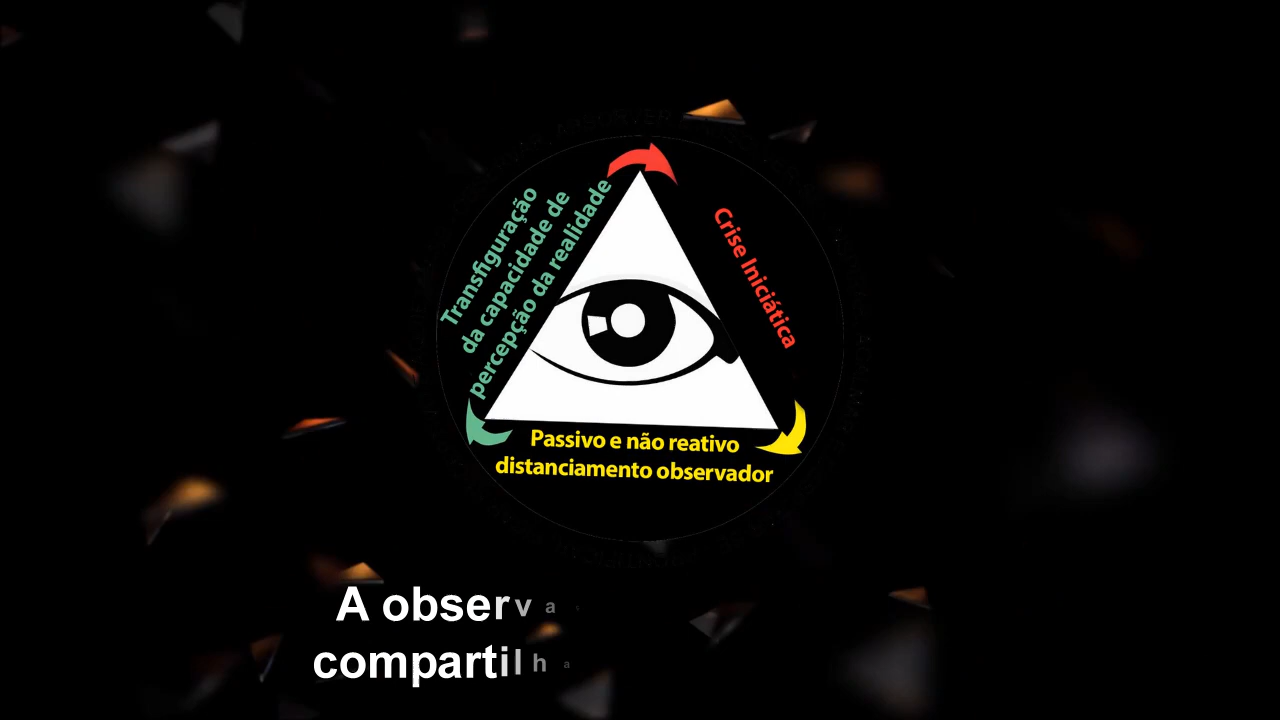 Transfiguração
da capacidade de
percepção da realidade
Crise Iniciática
Passivo e não reativo
distanciamento observador
A observa
compartilha